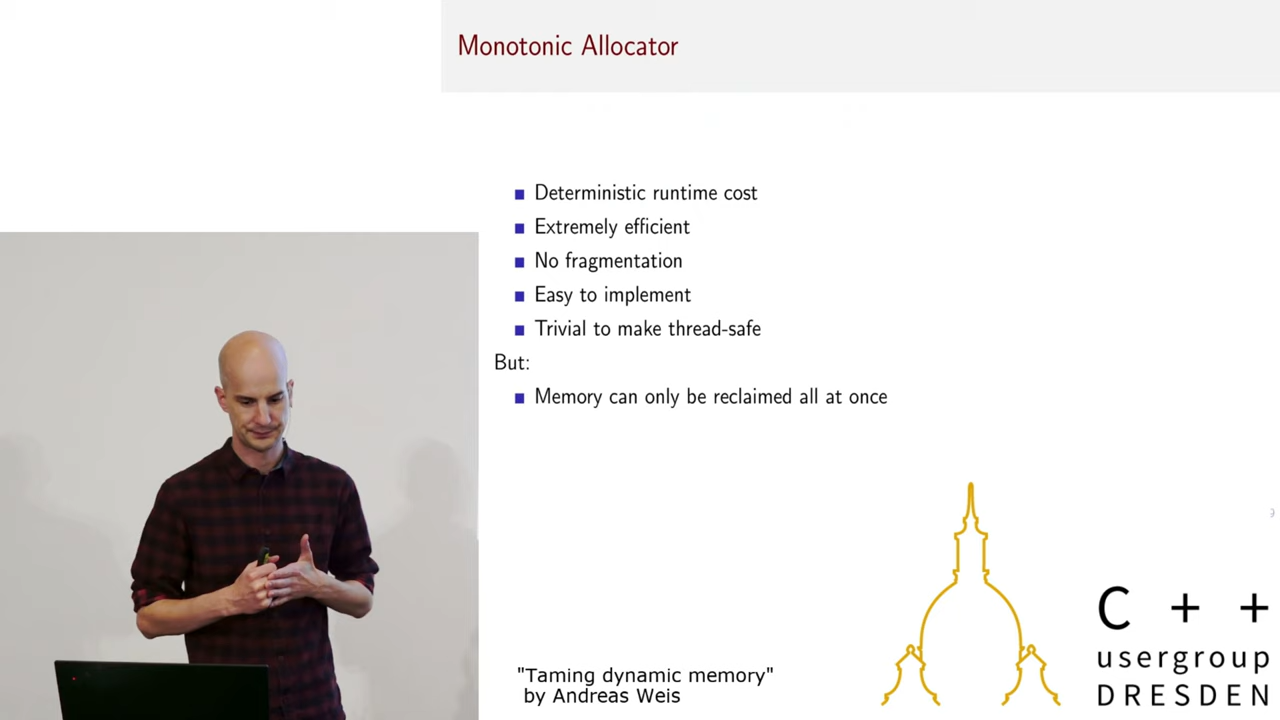 Monotonic Allocator
Deterministic runtime cost
Extremely efficient
No fragmentation
Easy to implement
Trivial to make thread-safe
But:
Memory can only be reclaimed all at once
9
C + +
usergroup
DRESDEN
"Taming dynamic memory"
by Andreas Weis